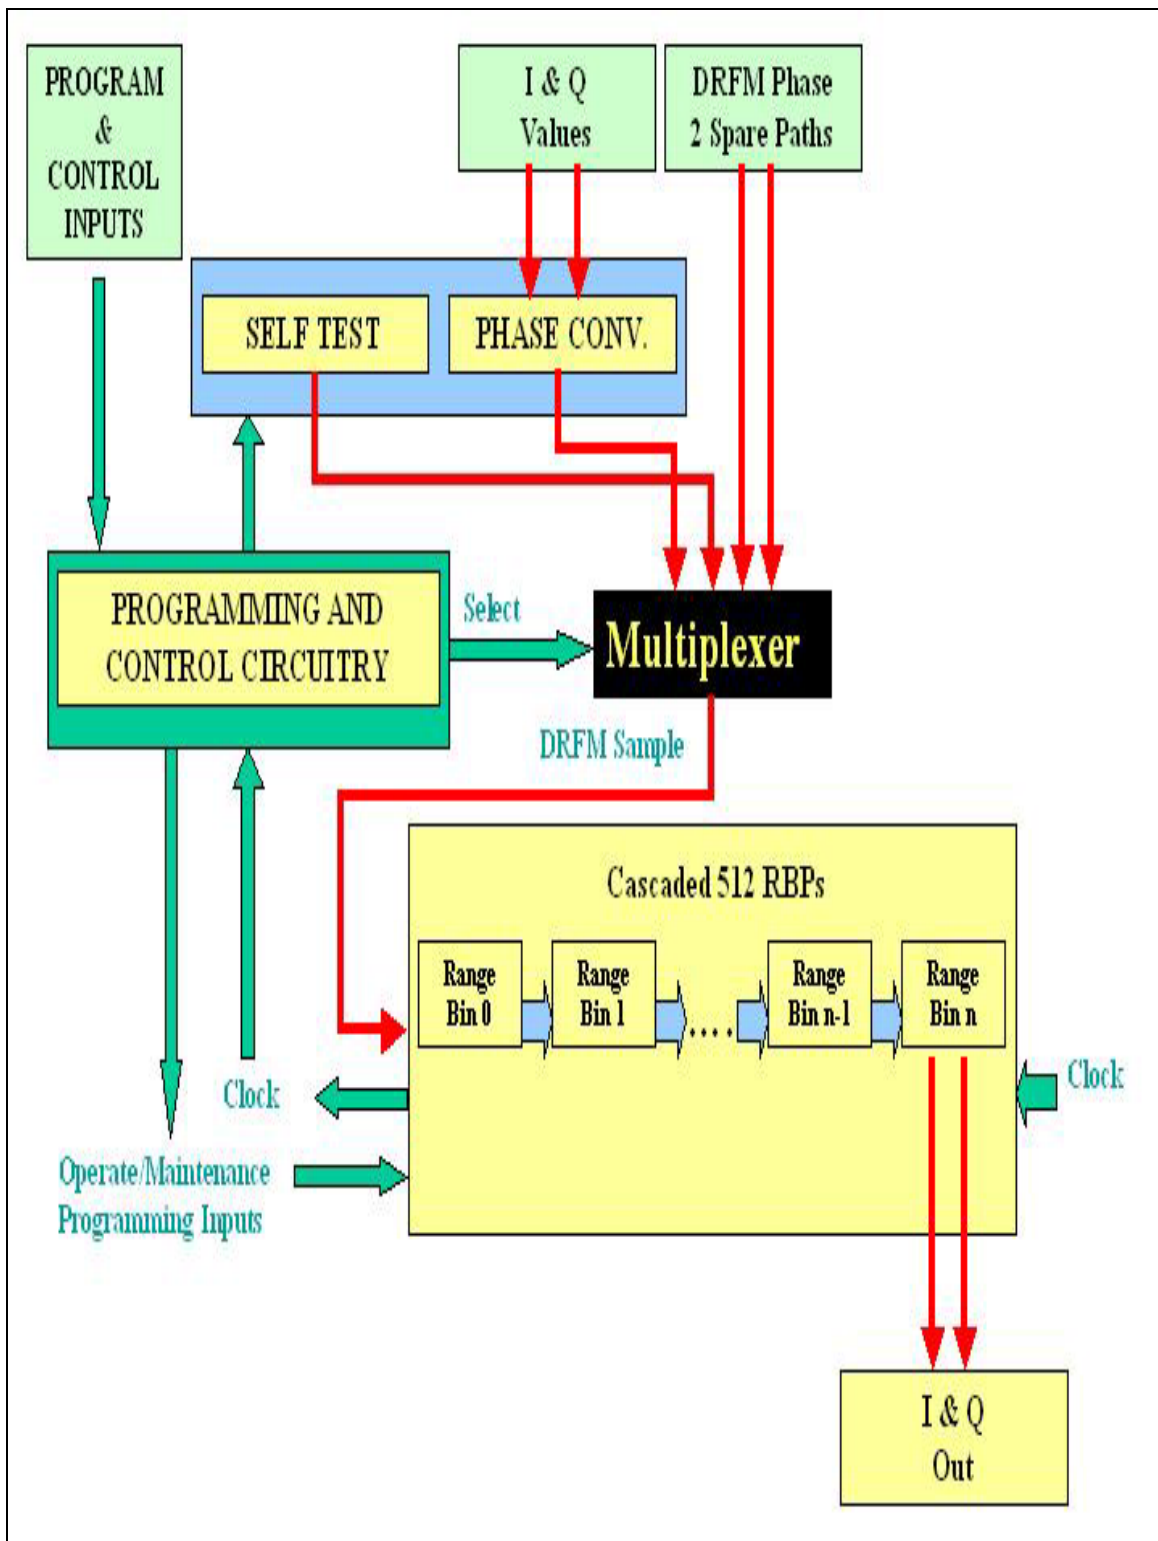 PROGRAM
&
CONTROL
INPUTS
I & Q
Values
DRFM Phase
2 Spare Paths
SELF TEST
PHASE CONV.
PROGRAMMING AND
CONTROL CIRCUITRY
Select
Multiplexer
DRFM Sample
Cascaded 512 RBPs
Range
Bin 0
Range
Bin 1
. . . .
Range
Bin n-1
Range
Bin n
Clock
Clock
Operate/Maintenance
Programming Inputs
I & Q
Out